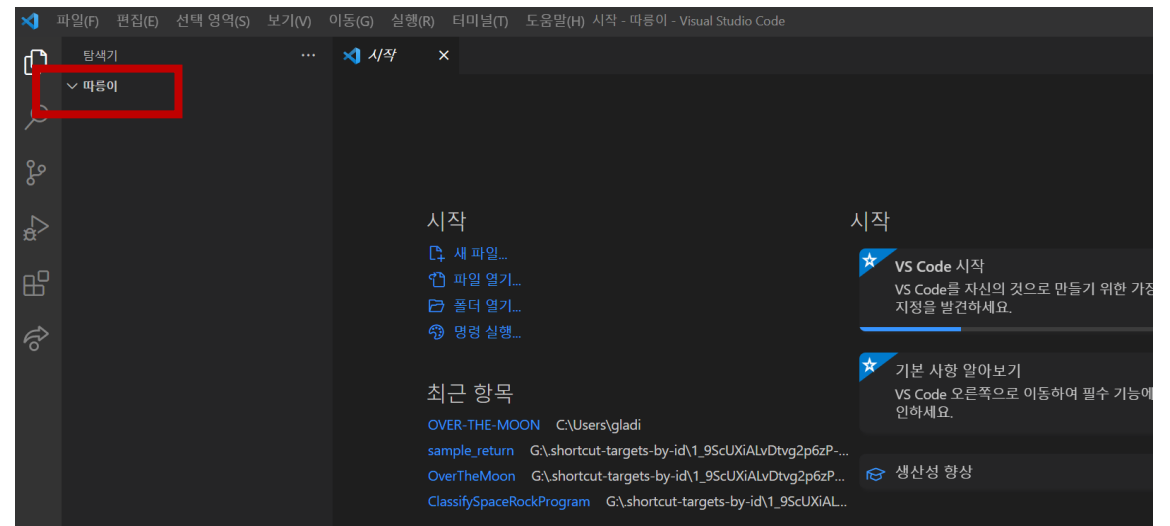 파일(F) 편집(E) 선택 영역(S) 보기(V) 이동(G) 실행(R) 터미널(T) 도움말(H) 시작 - 따릉이 - Visual Studio Code
탐색기 ···
시작
따릉이
시작
새 파일...
파일 열기...
폴더 열기...
명령 실행...
최근 항목
OVER-THE-MOON C:\Users\gladi
sample_return G:\.shortcut-targets-by-id\1_9ScUXiALvDtvg2p6zP-...
OverTheMoon G:\.shortcut-targets-by-id\1_9ScUXiALvDtvg2p6zP...
ClassifySpaceRockProgram G:\.shortcut-targets-by-id\1_9ScUXiAL...
시작
VS Code 시작
VS Code를 자신의 것으로 만들기 위한 가장
지정을 발견하세요.
기본 사항 알아보기
VS Code 오른쪽으로 이동하여 필수 기능에
인하세요.
생산성 향상